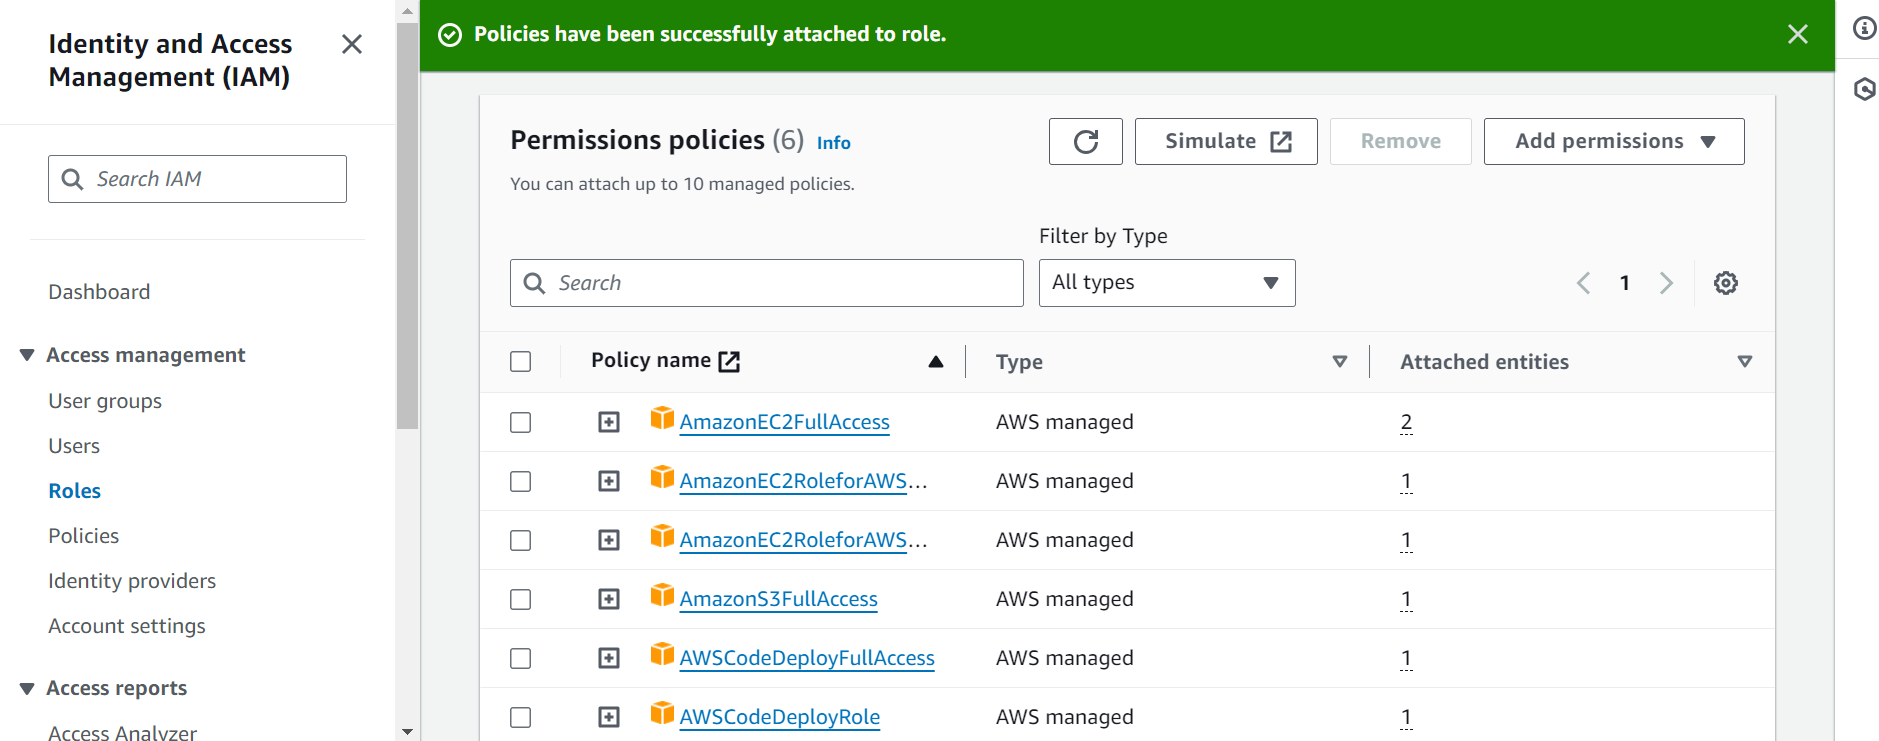 Identity and Access
Management (IAM)
Search IAM
Dashboard
Access management
User groups
Users
Roles
Policies
Identity providers
Account settings
Access reports
Access Analyzer
Policies have been successfully attached to role.
Permissions policies (6) Info
Simulate
Remove
Add permissions
You can attach up to 10 managed policies.
Filter by Type
Search
All types
1
Policy name Type Attached entities
AmazonEC2FullAccess AWS managed 2
AmazonEC2RoleforAWS... AWS managed 1
AmazonEC2RoleforAWS... AWS managed 1
AmazonS3FullAccess AWS managed 1
AWSCodeDeployFullAccess AWS managed 1
AWSCodeDeployRole AWS managed 1